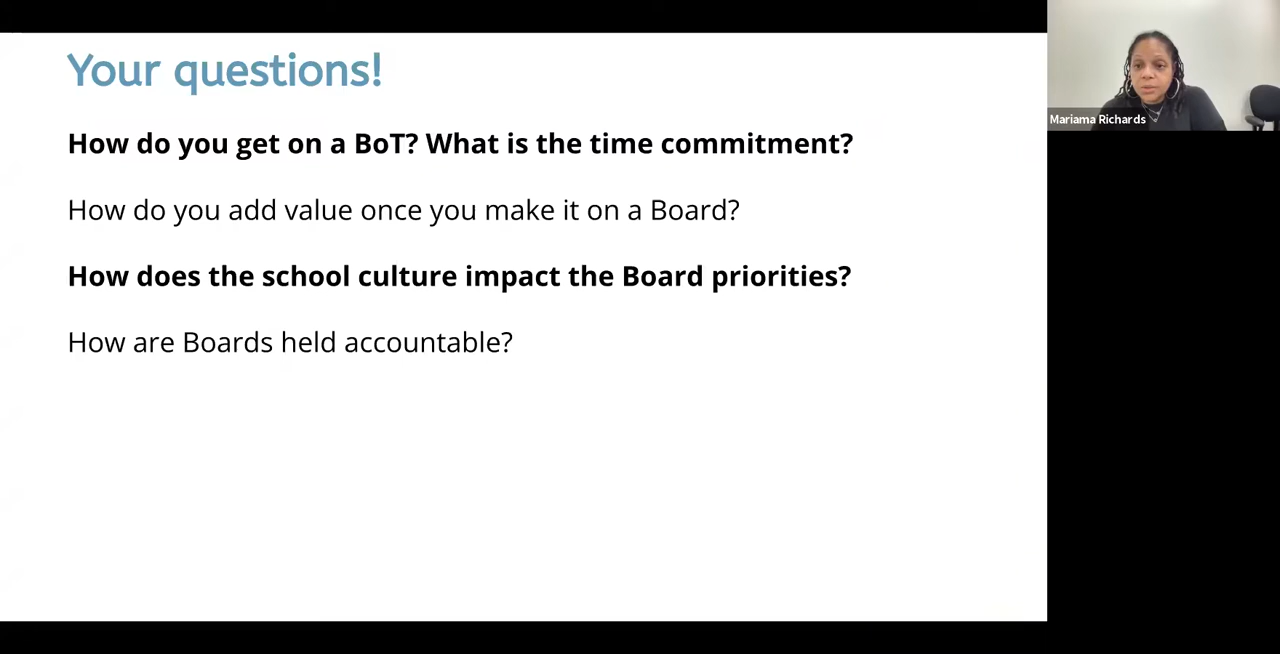 Your questions!
How do you get on a BoT? What is the time commitment?
How do you add value once you make it on a Board?
How does the school culture impact the Board priorities?
How are Boards held accountable?
Mariama Richards